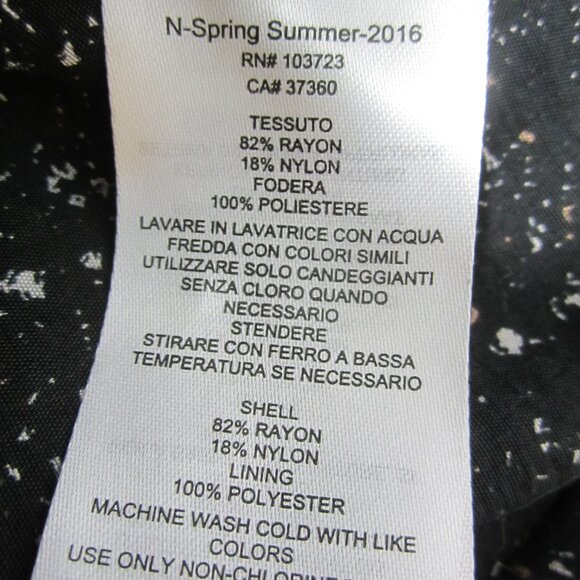 N-Spring Summer-2016
RN# 103723
CA# 37360
TESSUTO
82% RAYON
18% NYLON
FODERA
100% POLIESTERE
LAVARE IN LAVATRICE CON ACQUA
FREDDA CON COLORI SIMILI
UTILIZZARE SOLO CANDEGGIANTI
SENZA CLORO QUANDO
NECESSARIO
STENDERE
STIRARE CON FERRO A BASSA
TEMPERATURA SE NECESSARIO
SHELL
82% RAYON
18% NYLON
LINING
100% POLYESTER
MACHINE WASH COLD WITH LIKE
COLORS
USE ONLY